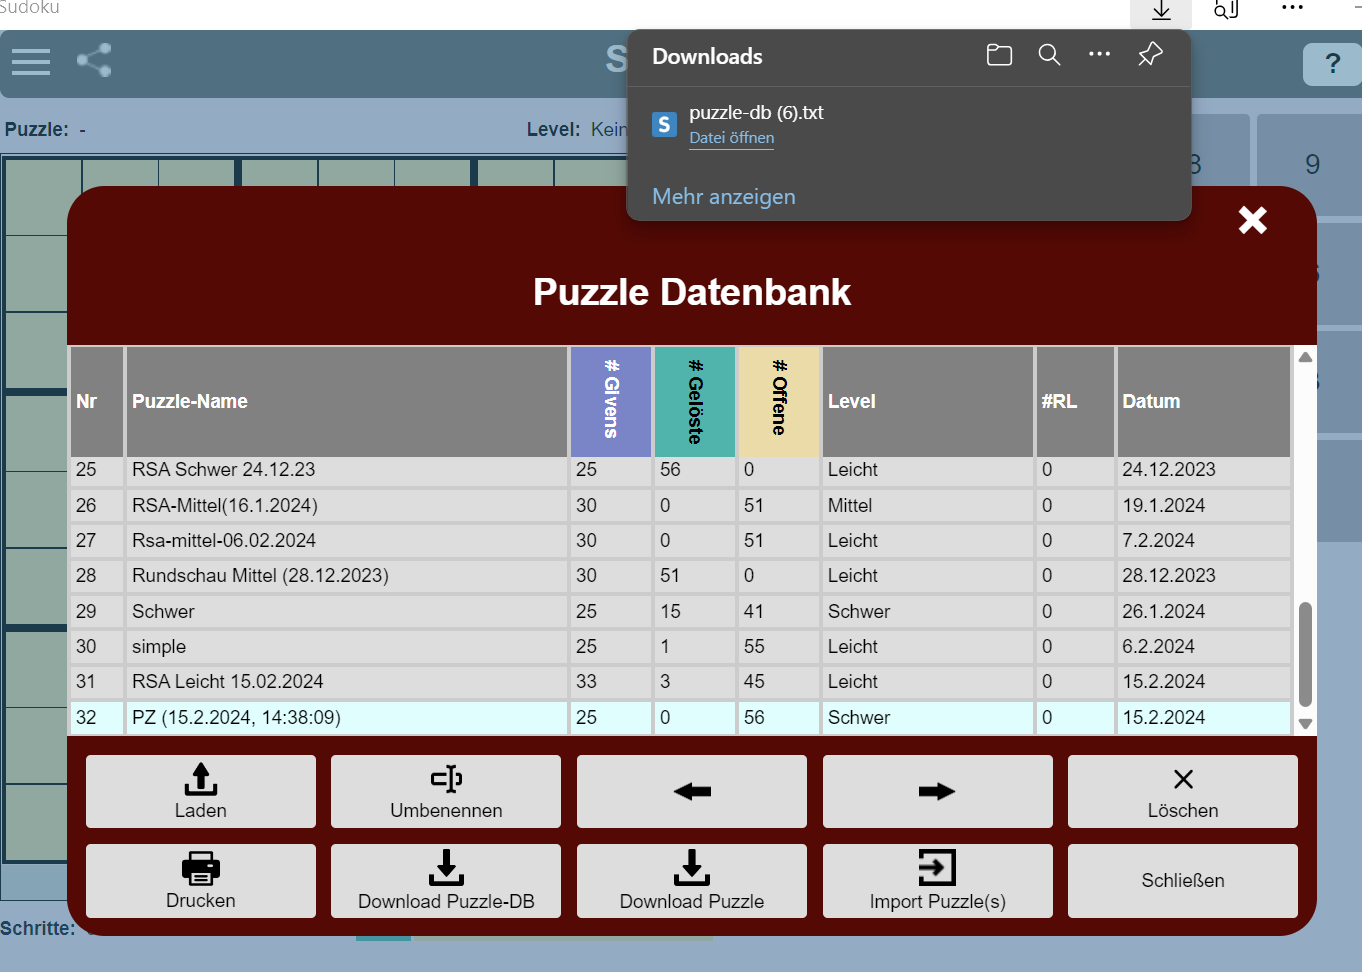 Sudoku
S
?
Downloads
S
puzzle-db (6).txt
Datei öffnen
Mehr anzeigen
Puzzle: -
Level: Kein
9
Puzzle Datenbank
Nr Puzzle-Name # Givens # Gelöste # Offene Level #RL Datum
25 RSA Schwer 24.12.23 25 56 0 Leicht 0 24.12.2023
26 RSA-Mittel(16.1.2024) 30 0 51 Mittel 0 19.1.2024
27 Rsa-mittel-06.02.2024 30 0 51 Leicht 0 7.2.2024
28 Rundschau Mittel (28.12.2023) 30 51 0 Leicht 0 28.12.2023
29 Schwer 25 15 41 Schwer 0 26.1.2024
30 simple 25 1 55 Leicht 0 6.2.2024
31 RSA Leicht 15.02.2024 33 3 45 Leicht 0 15.2.2024
32 PZ (15.2.2024, 14:38:09) 25 0 56 Schwer 0 15.2.2024
Laden
Umbenennen
Löschen
Drucken
Download Puzzle-DB
Download Puzzle
Import Puzzle(s)
Schließen
Schritte: